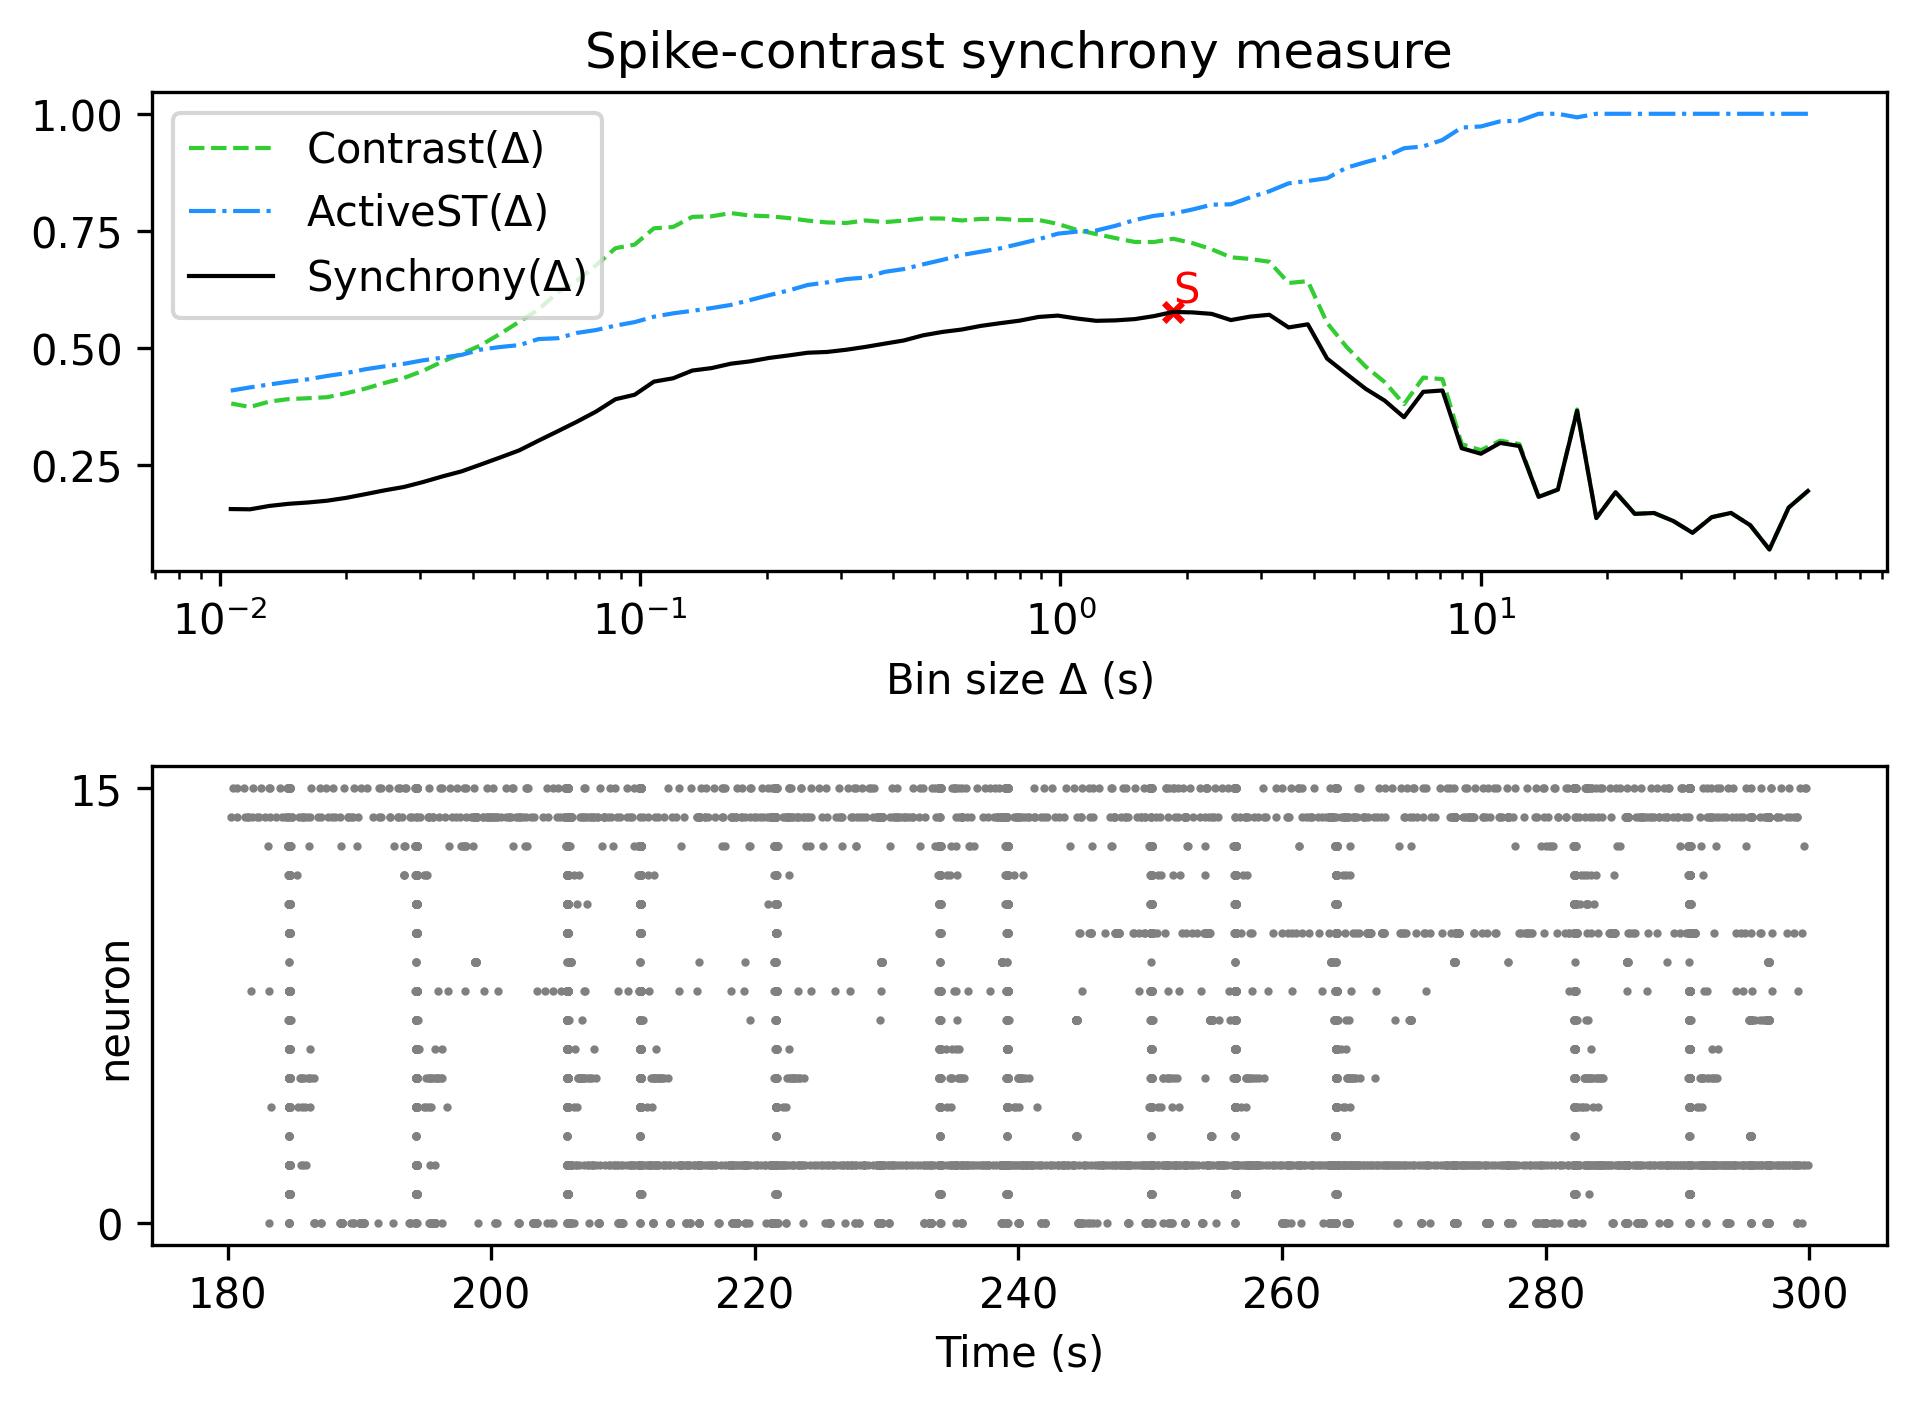 Spike-contrast synchrony measure
1.00
0.75
0.50
0.25
Contrast(Δ)
ActiveST(Δ)
Synchrony(Δ)
S
10⁻² 10⁻¹ 10⁰ 10¹
Bin size Δ (s)
15
0
neuron
180 200 220 240 260 280 300
Time (s)